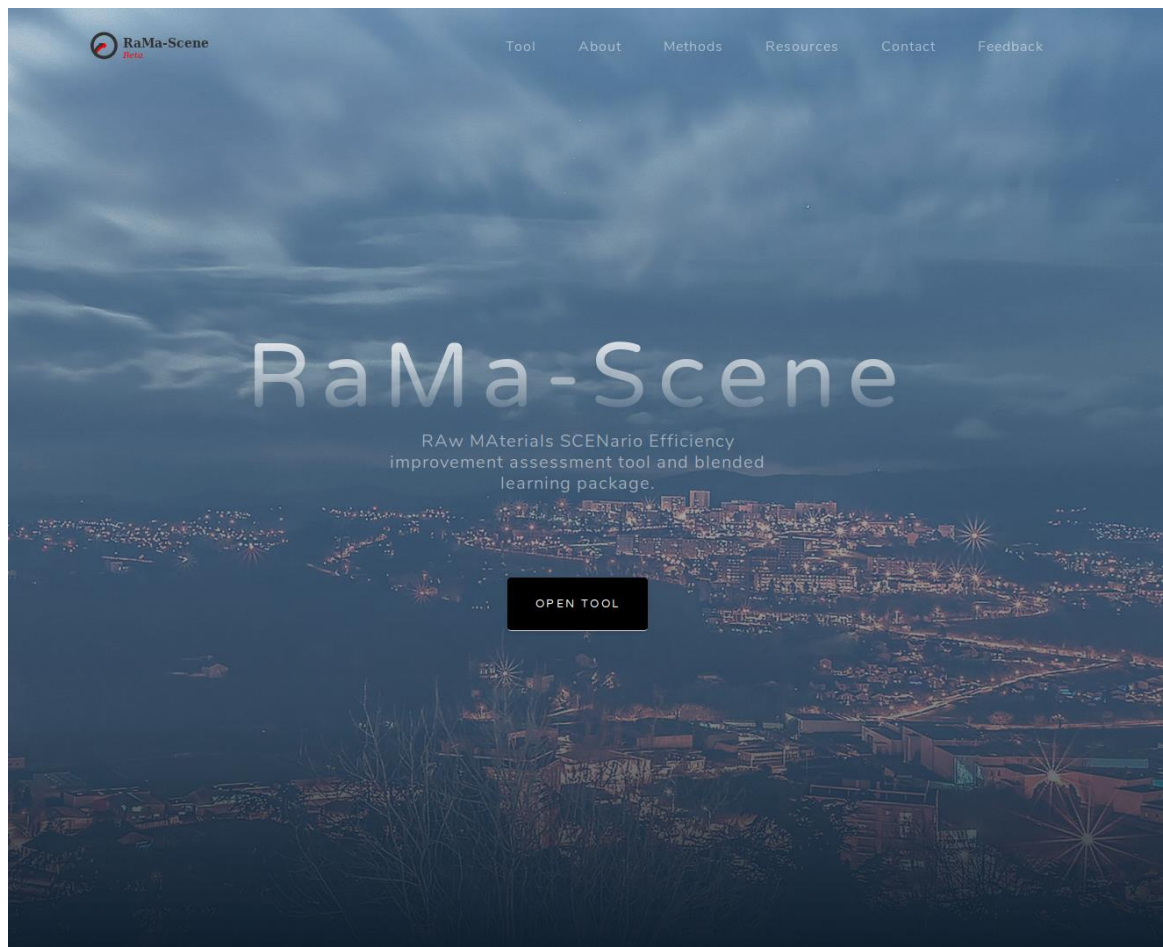 RaMa-Scene
Beta
Tool About Methods Resources Contact Feedback
RaMa-Scene
RAw MAterials SCENario Efficiency
improvement assessment tool and blended
learning package.
OPEN TOOL